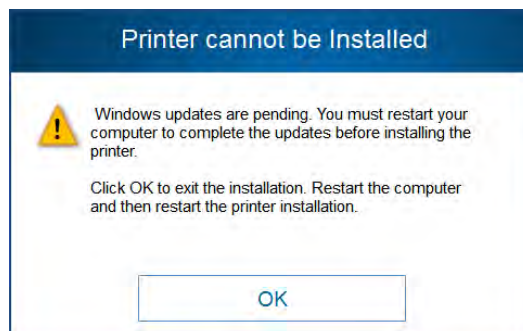 Printer cannot be Installed
Windows updates are pending. You must restart your
computer to complete the updates before installing the
printer.
Click OK to exit the installation. Restart the computer
and then restart the printer installation.
OK